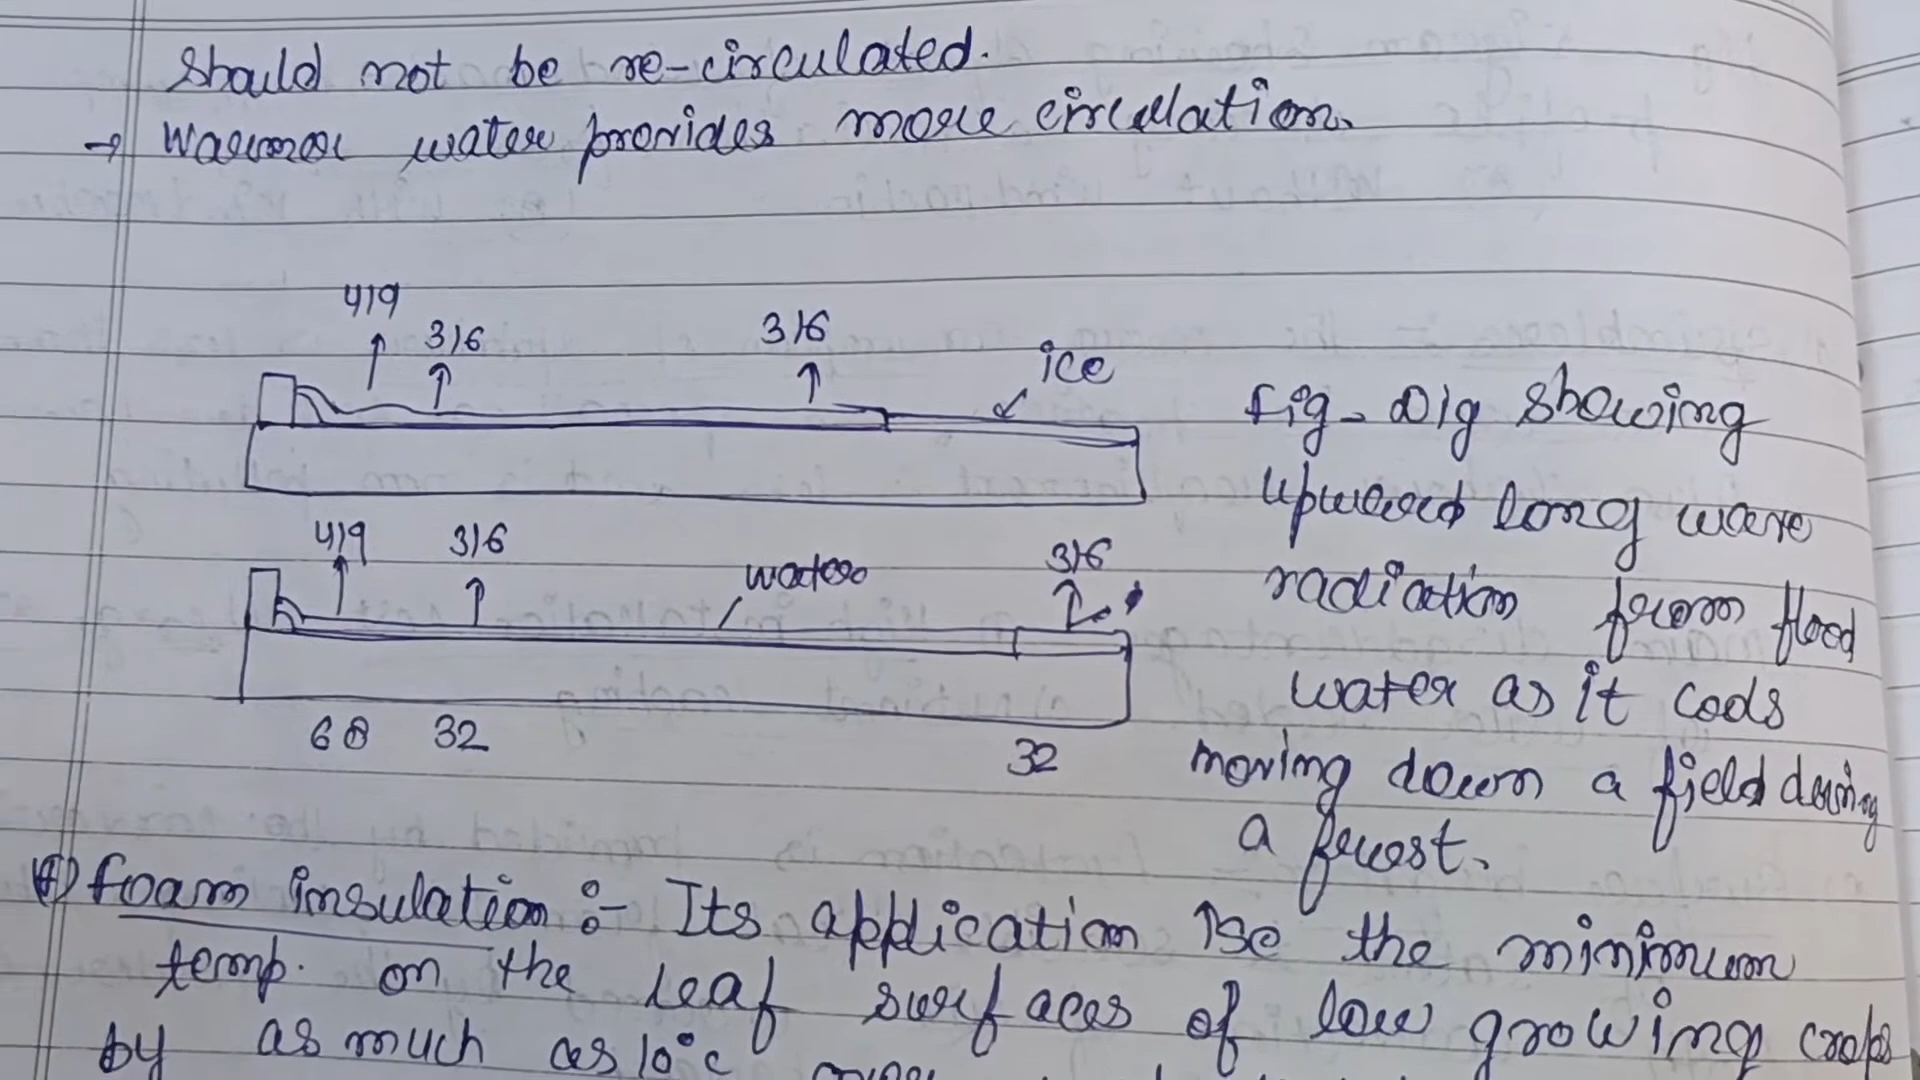 should not be re-circulated.
→ Warmer water provides more circulation.
419
316
316
ice
Fig - Dig showing
upward long wave
radiation from flood
water as it cools
moving down a field during
a frost.
419
316
water
316
68 32 32
f) foam insulation :- Its application ↑se the minimum
temp. on the leaf surfaces of low growing crops
by as much as 10°C